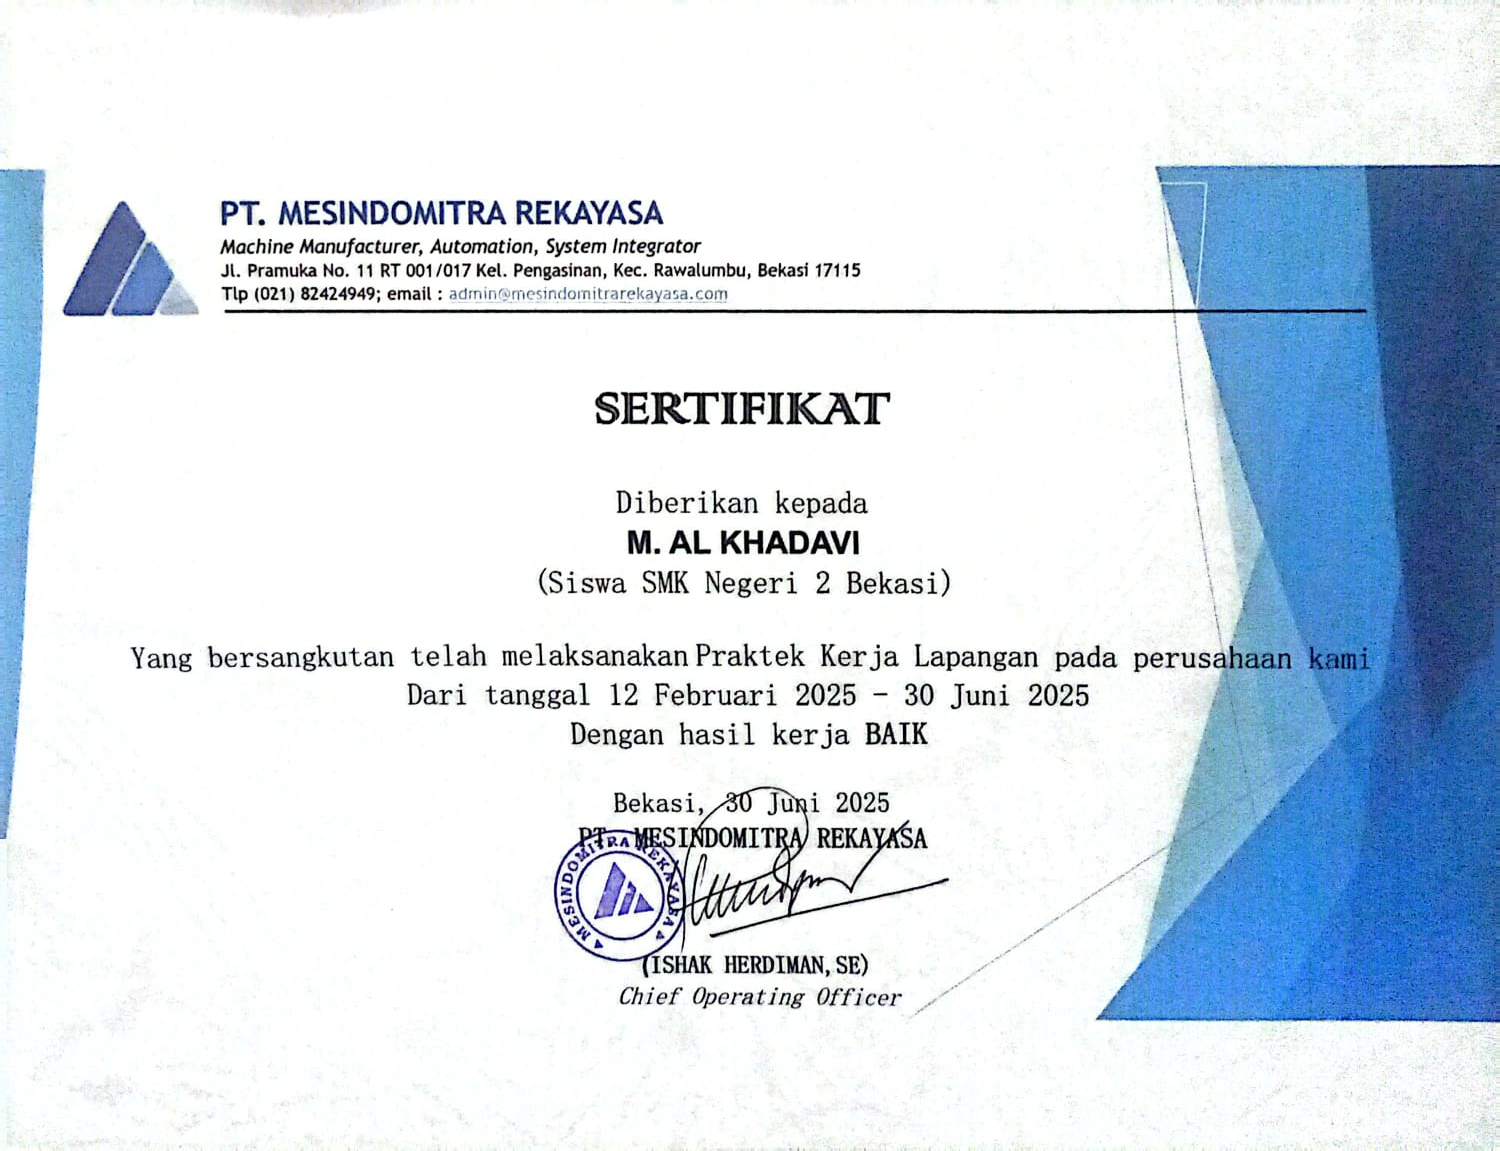 PT. MESINDOMITRA REKAYASA
Machine Manufacturer, Automation, System Integrator
Jl. Pramuka No. 11 RT 001/017 Kel. Pengasinan, Kec. Rawalumbu, Bekasi 17115
Tlp (021) 82424949; email : admin@mesindomitrarekayasa.com
SERTIFIKAT
Diberikan kepada
M. AL KHADAVI
(Siswa SMK Negeri 2 Bekasi)
Yang bersangkutan telah melaksanakan Praktek Kerja Lapangan pada perusahaan kami
Dari tanggal 12 Februari 2025 - 30 Juni 2025
Dengan hasil kerja BAIK
Bekasi, 30 Juni 2025
PT. MESINDOMITRA REKAYASA
MESINDOMITRA REKAYASA
(ISHAK HERDIMAN, SE)
Chief Operating Officer